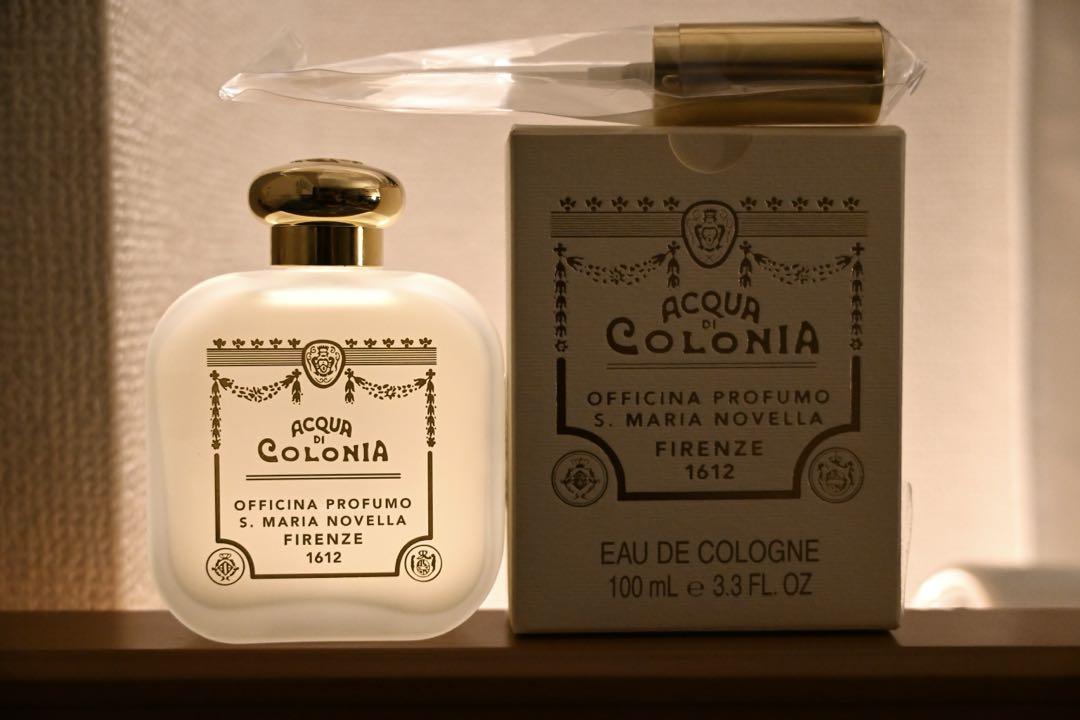 ACQUA
DI
COLONIA
OFFICINA PROFUMO
S. MARIA NOVELLA
FIRENZE
1612
ACQUA
DI
COLONIA
OFFICINA PROFUMO
S. MARIA NOVELLA
FIRENZE
1612
EAU DE COLOGNE
100 mL ℮ 3.3 FL. OZ